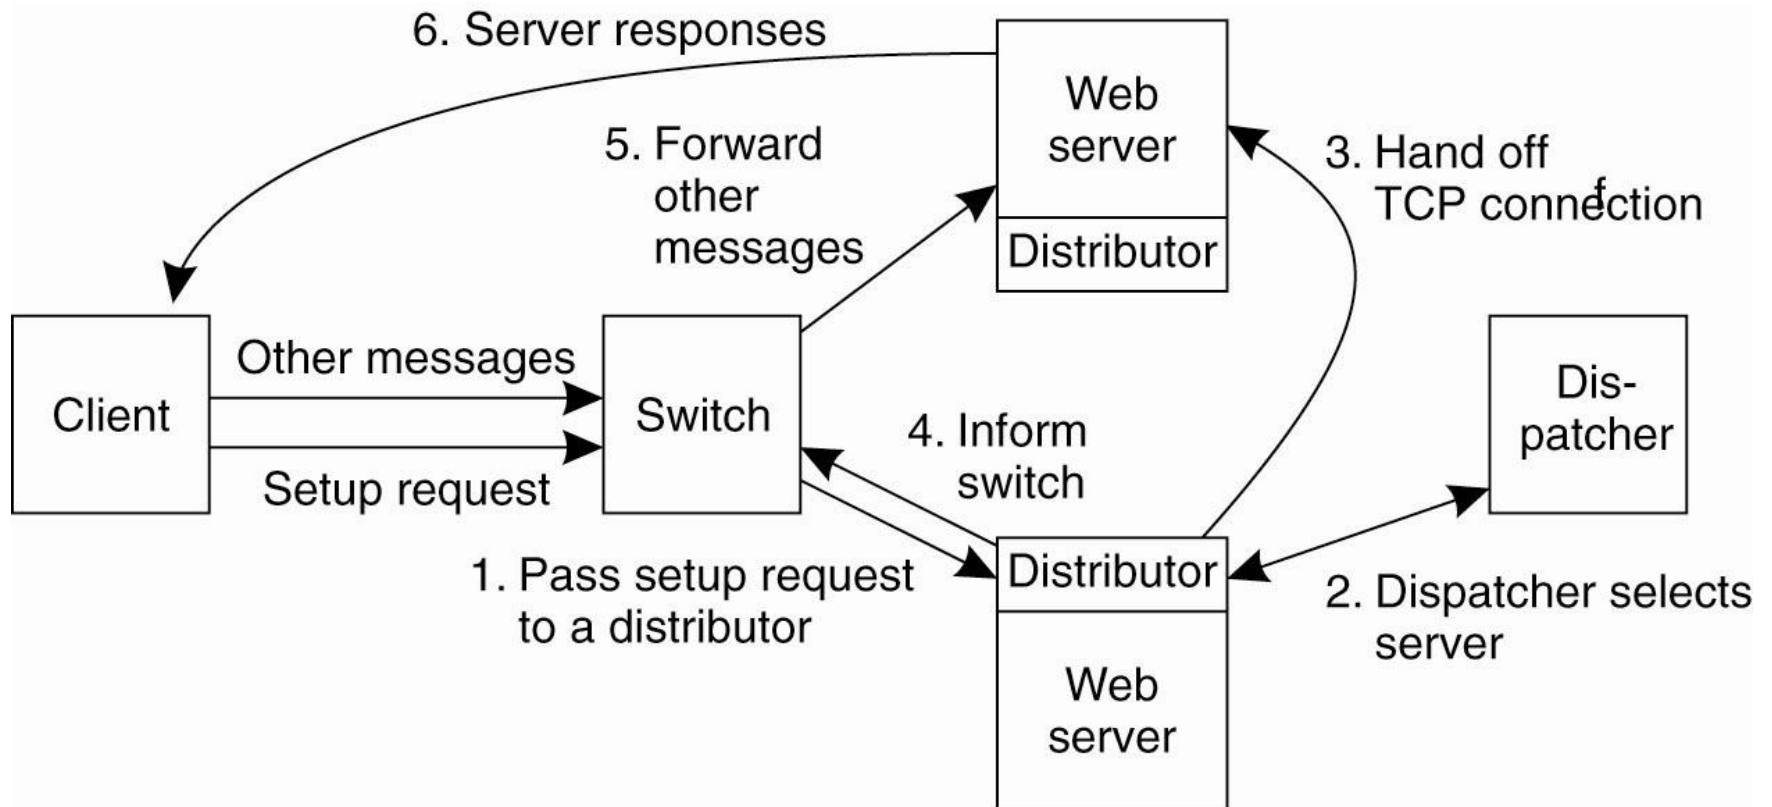 6. Server responses
Web
server
5. Forward
other
messages
3. Hand off
TCP connection
f
Distributor
Other messages
Client
Switch
Setup request
4. Inform
switch
Dis-
patcher
1. Pass setup request
to a distributor
Distributor
2. Dispatcher selects
server
Web
server